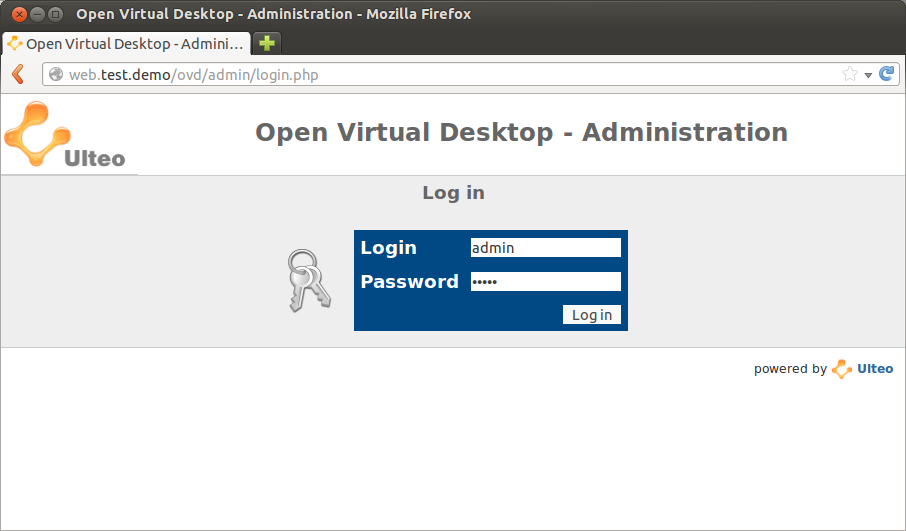 Open Virtual Desktop - Administration - Mozilla Firefox
Open Virtual Desktop - Admini...
web.test.demo/ovd/admin/login.php
Ulteo
Open Virtual Desktop - Administration
Log in
Login admin
Password •••••
Log in
powered by Ulteo